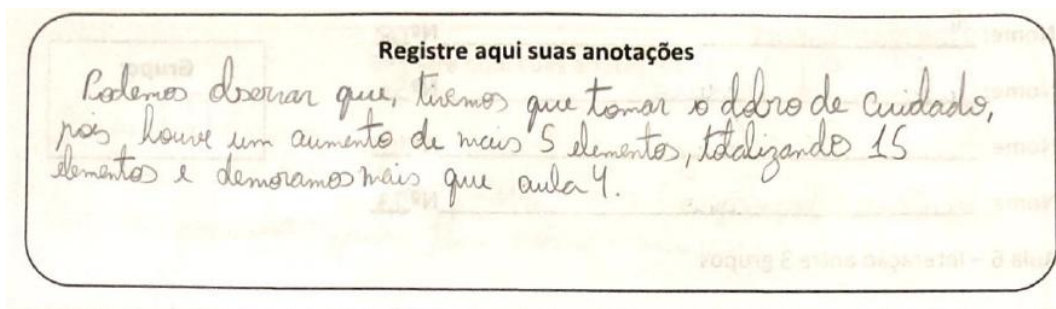 Registre aqui suas anotações
Podemos observar que, tivemos que tomar o dobro de cuidado,
pois houve um aumento de mais 5 elementos, totalizando 15
elementos e demoramos mais que aula 4.